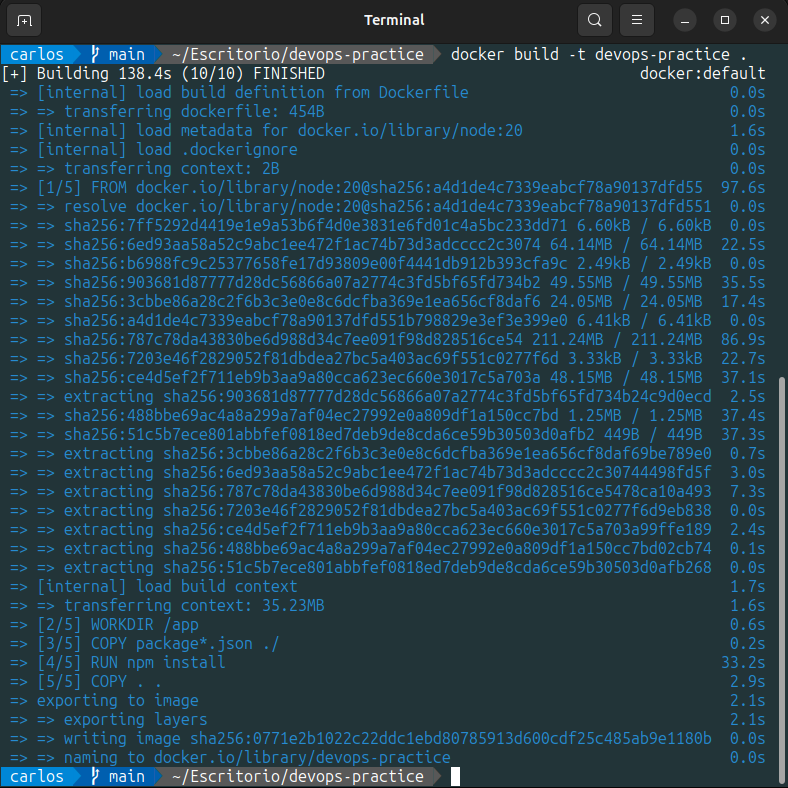 Terminal
carlos main ~/Escritorio/devops-practice docker build -t devops-practice .
[+] Building 138.4s (10/10) FINISHED docker:default
=> [internal] load build definition from Dockerfile 0.0s
=> => transferring dockerfile: 454B 0.0s
=> [internal] load metadata for docker.io/library/node:20 1.6s
=> [internal] load .dockerignore 0.0s
=> => transferring context: 2B 0.0s
=> [1/5] FROM docker.io/library/node:20@sha256:a4d1de4c7339eabcf78a90137dfd55 97.6s
=> => resolve docker.io/library/node:20@sha256:a4d1de4c7339eabcf78a90137dfd551 0.0s
=> => sha256:7ff5292d4419e1e9a53b6f4d0e3831e6fd01c4a5bc233dd71 6.60kB / 6.60kB 0.0s
=> => sha256:6ed93aa58a52c9abc1ee472f1ac74b73d3adcccc2c3074 64.14MB / 64.14MB 22.5s
=> => sha256:b6988fc9c25377658fe17d93809e00f4441db912b393cfa9c 2.49kB / 2.49kB 0.0s
=> => sha256:903681d87777d28dc56866a07a2774c3fd5bf65fd734b2 49.55MB / 49.55MB 35.5s
=> => sha256:3cbbe86a28c2f6b3c3e0e8c6dcfba369e1ea656cf8daf6 24.05MB / 24.05MB 17.4s
=> => sha256:a4d1de4c7339eabcf78a90137dfd551b798829e3ef3e399e0 6.41kB / 6.41kB 0.0s
=> => sha256:787c78da43830be6d988d34c7ee091f98d828516ce54 211.24MB / 211.24MB 86.9s
=> => sha256:7203e46f2829052f81dbdea27bc5a403ac69f551c0277f6d 3.33kB / 3.33kB 22.7s
=> => sha256:ce4d5ef2f711eb9b3aa9a80cca623ec660e3017c5a703a 48.15MB / 48.15MB 37.1s
=> => extracting sha256:903681d87777d28dc56866a07a2774c3fd5bf65fd734b24c9d0ecd 2.5s
=> => sha256:488bbe69ac4a8a299a7af04ec27992e0a809df1a150cc7bd 1.25MB / 1.25MB 37.4s
=> => sha256:51c5b7ece801abbfef0818ed7deb9de8cda6ce59b30503d0afb2 449B / 449B 37.3s
=> => extracting sha256:3cbbe86a28c2f6b3c3e0e8c6dcfba369e1ea656cf8daf69be789e0 0.7s
=> => extracting sha256:6ed93aa58a52c9abc1ee472f1ac74b73d3adcccc2c30744498fd5f 3.0s
=> => extracting sha256:787c78da43830be6d988d34c7ee091f98d828516ce5478ca10a493 7.3s
=> => extracting sha256:7203e46f2829052f81dbdea27bc5a403ac69f551c0277f6d9eb838 0.0s
=> => extracting sha256:ce4d5ef2f711eb9b3aa9a80cca623ec660e3017c5a703a99ffe189 2.4s
=> => extracting sha256:488bbe69ac4a8a299a7af04ec27992e0a809df1a150cc7bd02cb74 0.1s
=> => extracting sha256:51c5b7ece801abbfef0818ed7deb9de8cda6ce59b30503d0afb268 0.0s
=> [internal] load build context 1.7s
=> => transferring context: 35.23MB 1.6s
=> [2/5] WORKDIR /app 0.6s
=> [3/5] COPY package*.json ./ 0.2s
=> [4/5] RUN npm install 33.2s
=> [5/5] COPY . . 2.9s
=> exporting to image 2.1s
=> => exporting layers 2.1s
=> => writing image sha256:0771e2b1022c22ddc1ebd80785913d600cdf25c485ab9e1180b 0.0s
=> => naming to docker.io/library/devops-practice 0.0s
carlos main ~/Escritorio/devops-practice